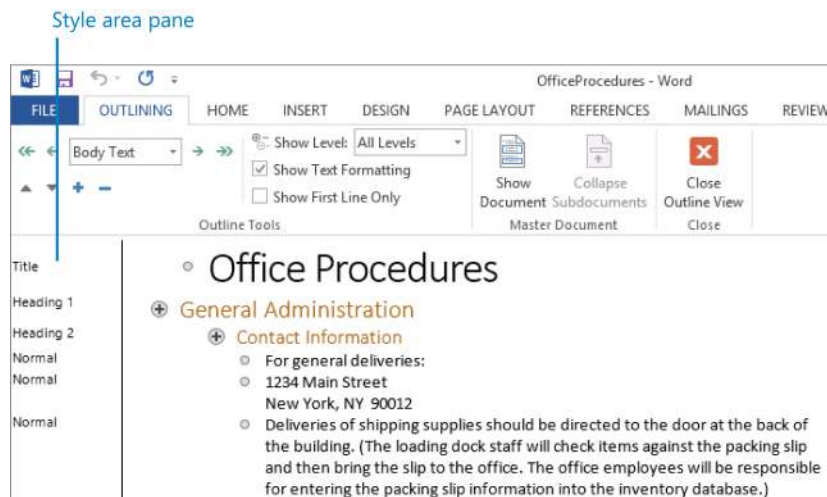 Style area pane
OfficeProcedures - Word
FILE OUTLINING HOME INSERT DESIGN PAGE LAYOUT REFERENCES MAILINGS REVIEW
Body Text
Show Level: All Levels
Show Text Formatting
Show First Line Only
Show Document
Collapse Subdocuments
Close Outline View
Outline Tools
Master Document
Close
Title
Office Procedures
Heading 1
General Administration
Heading 2
Contact Information
Normal
For general deliveries:
Normal
1234 Main Street
New York, NY 90012
Normal
Deliveries of shipping supplies should be directed to the door at the back of
the building. (The loading dock staff will check items against the packing slip
and then bring the slip to the office. The office employees will be responsible
for entering the packing slip information into the inventory database.)